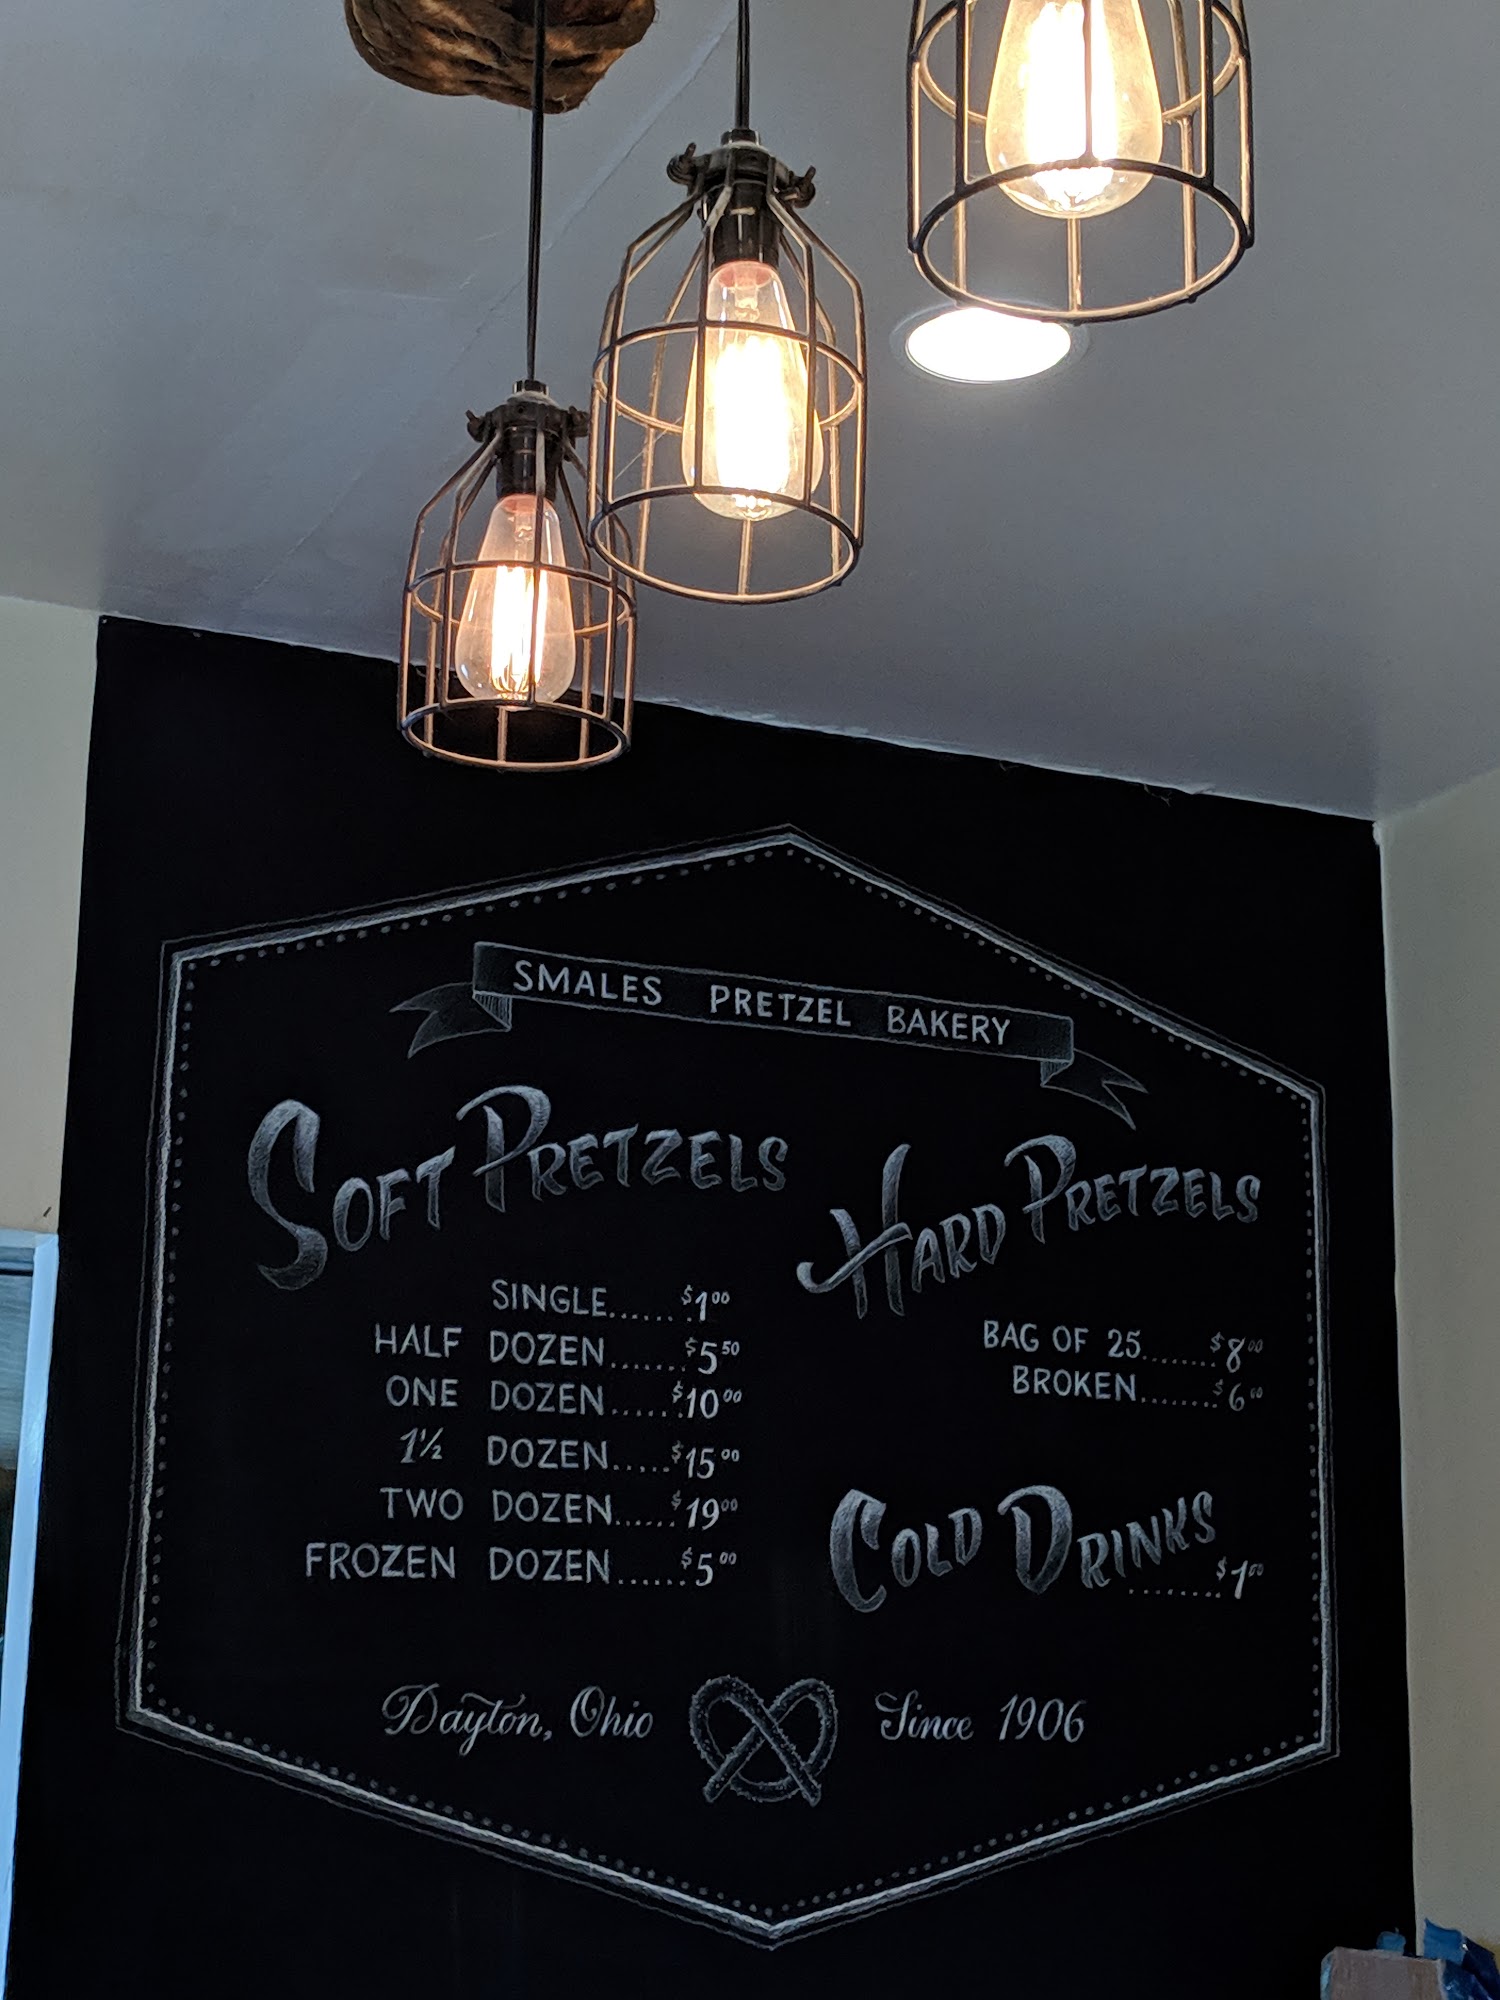 SMALES PRETZEL BAKERY
SOFT PRETZELS
SINGLE......$1.00
HALF DOZEN.......$5.50
ONE DOZEN......$10.00
1 1/2 DOZEN.....$15.00
TWO DOZEN......$19.00
FROZEN DOZEN......$5.00
HARD PRETZELS
BAG OF 25.......$8.00
BROKEN........$6.00
COLD DRINKS
........$1.00
Dayton, Ohio Since 1906